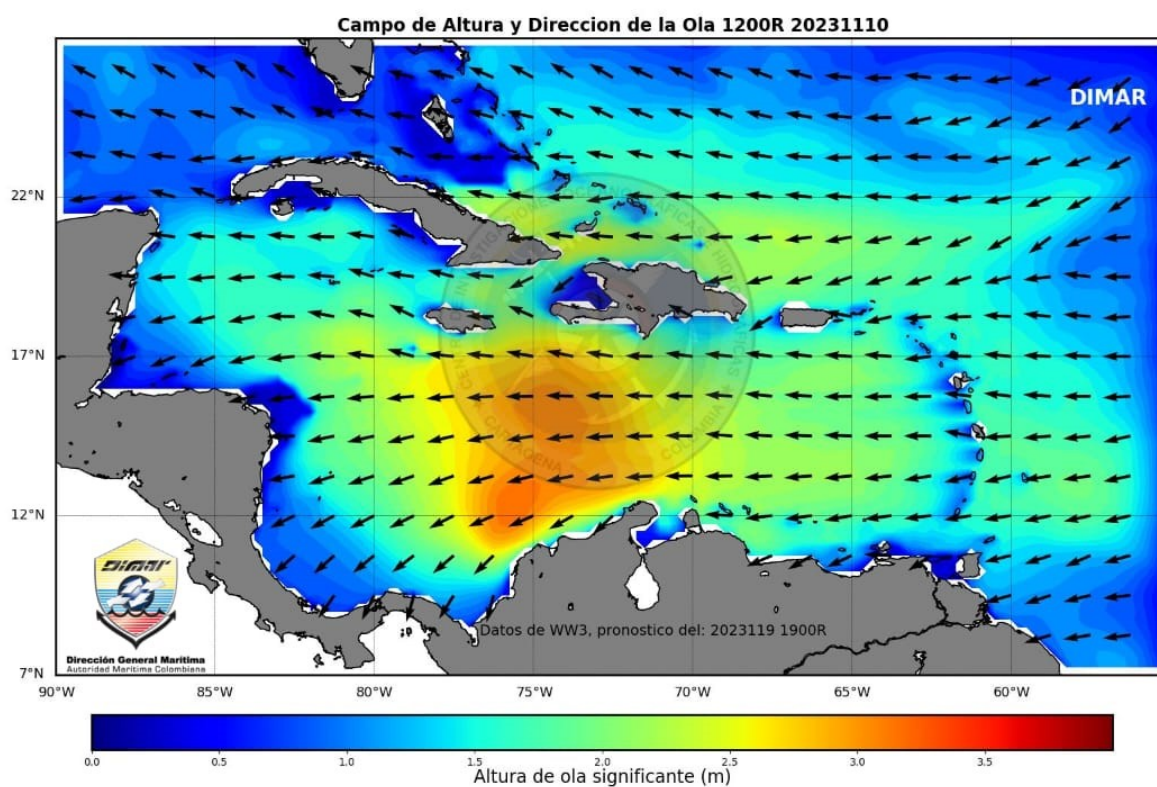 Campo de Altura y Direccion de la Ola 1200R 20231110
DIMAR
22°N
17°N
12°N
7°N
DiMAR
Dirección General Marítima
Autoridad Marítima Colombiana
Datos de WW3, pronostico del: 2023119 1900R
90°W
85°W
80°W
75°W
70°W
65°W
60°W
0.0
0.5
1.0
1.5
2.0
2.5
3.0
3.5
Altura de ola significante (m)